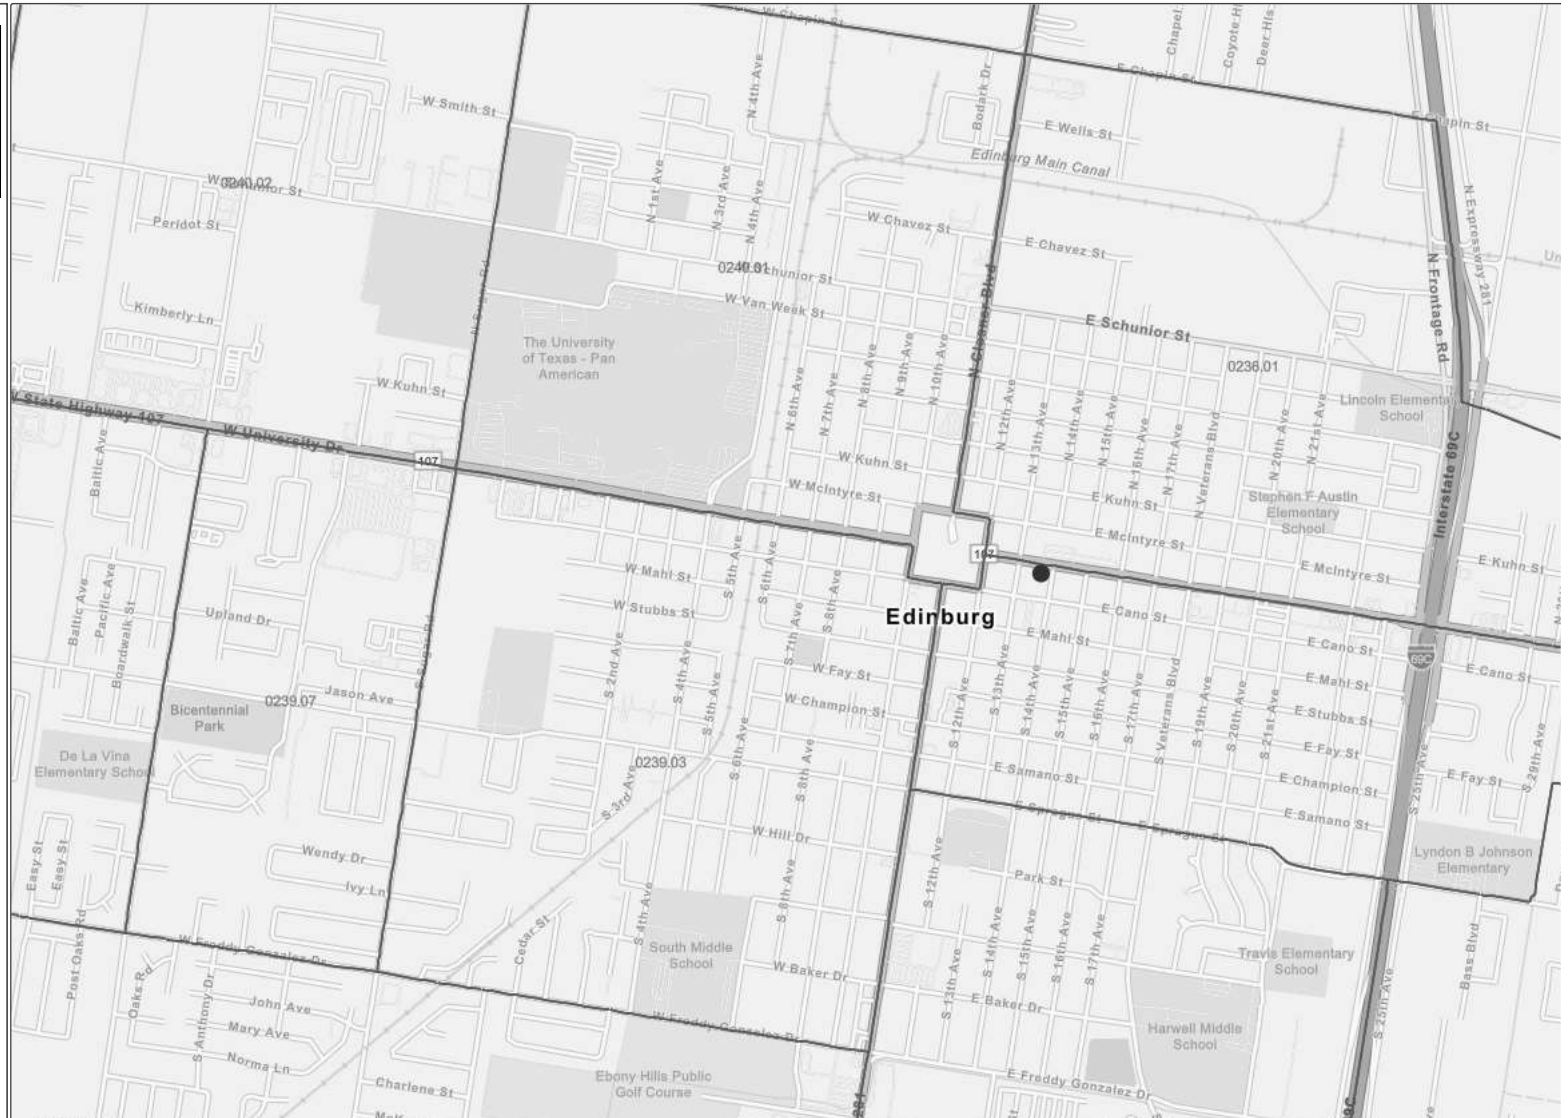 W Chapin St
Chapel
Coyote Hl
Deer Hls
E Chapin St
E Chapin St
N 4th Ave
Bodark Dr
W Smith St
E Wells St
Edinburg Main Canal
W Schunior St
0240.02
N 1st Ave
N 3rd Ave
N 4th Ave
N Expressway 281
Peridot St
W Chavez St
E Chavez St
Un
0240.01
W Schunior St
N Sugar Rd
N Closner Blvd
N Frontage Rd
W Van Week St
Kimberly Ln
E Schunior St
The University
of Texas - Pan
American
0236.01
N 6th Ave
N 7th Ave
N 8th Ave
N 9th Ave
N 10th Ave
W Kuhn St
N 12th Ave
N 13th Ave
N 14th Ave
N 15th Ave
N 16th Ave
N 17th Ave
N Veterans Blvd
N 20th Ave
N 21st Ave
Lincoln Elementa
School
W State Highway 107
W University Dr
107
Baltic Ave
W Kuhn St
W McIntyre St
E Kuhn St
Stephen F Austin
Elementary
School
Interstate 69C
E McIntyre St
107
E McIntyre St
E Kuhn St
S 5th Ave
S 6th Ave
W Mahl St
S 8th Ave
Baltic Ave
Pacific Ave
Boardwalk St
Upland Dr
W Stubbs St
Edinburg
E Cano St
E Mahl St
E Cano St
S Sugar Rd
S 7th Ave
W Fay St
69C
E Cano St
E Mahl St
S 2nd Ave
S 4th Ave
S 5th Ave
S 12th Ave
S 13th Ave
S 14th Ave
S 15th Ave
S 16th Ave
S 17th Ave
S Veterans Blvd
S 19th Ave
S 20th Ave
S 21st Ave
Jason Ave
0239.07
W Champion St
E Stubbs St
Bicentennial
Park
S 6th Ave
S 8th Ave
E Fay St
De La Vina
Elementary School
0239.03
E Samano St
E Champion St
E Fay St
S 29th Ave
S 25th Ave
S 3rd Ave
E Sprague St
E Sprague St
E Samano St
W Hill Dr
Easy St
Easy St
Wendy Dr
Lyndon B Johnson
Elementary
Ivy Ln
S 12th Ave
Park St
S 4th Ave
S 8th Ave
Post Oaks Rd
W Freddy Gonzalez Dr
Cedar St
South Middle
School
S 13th Ave
S 14th Ave
S 15th Ave
S 16th Ave
S 17th Ave
Travis Elementary
School
Bass Blvd
Oaks Rd
S Anthony Dr
W Baker Dr
E Baker Dr
S 25th Ave
John Ave
Mary Ave
W Freddy Gonzalez Dr
Harwell Middle
School
Norma Ln
Charlene St
Ebony Hills Public
Golf Course
E Freddy Gonzalez Dr
281
9C